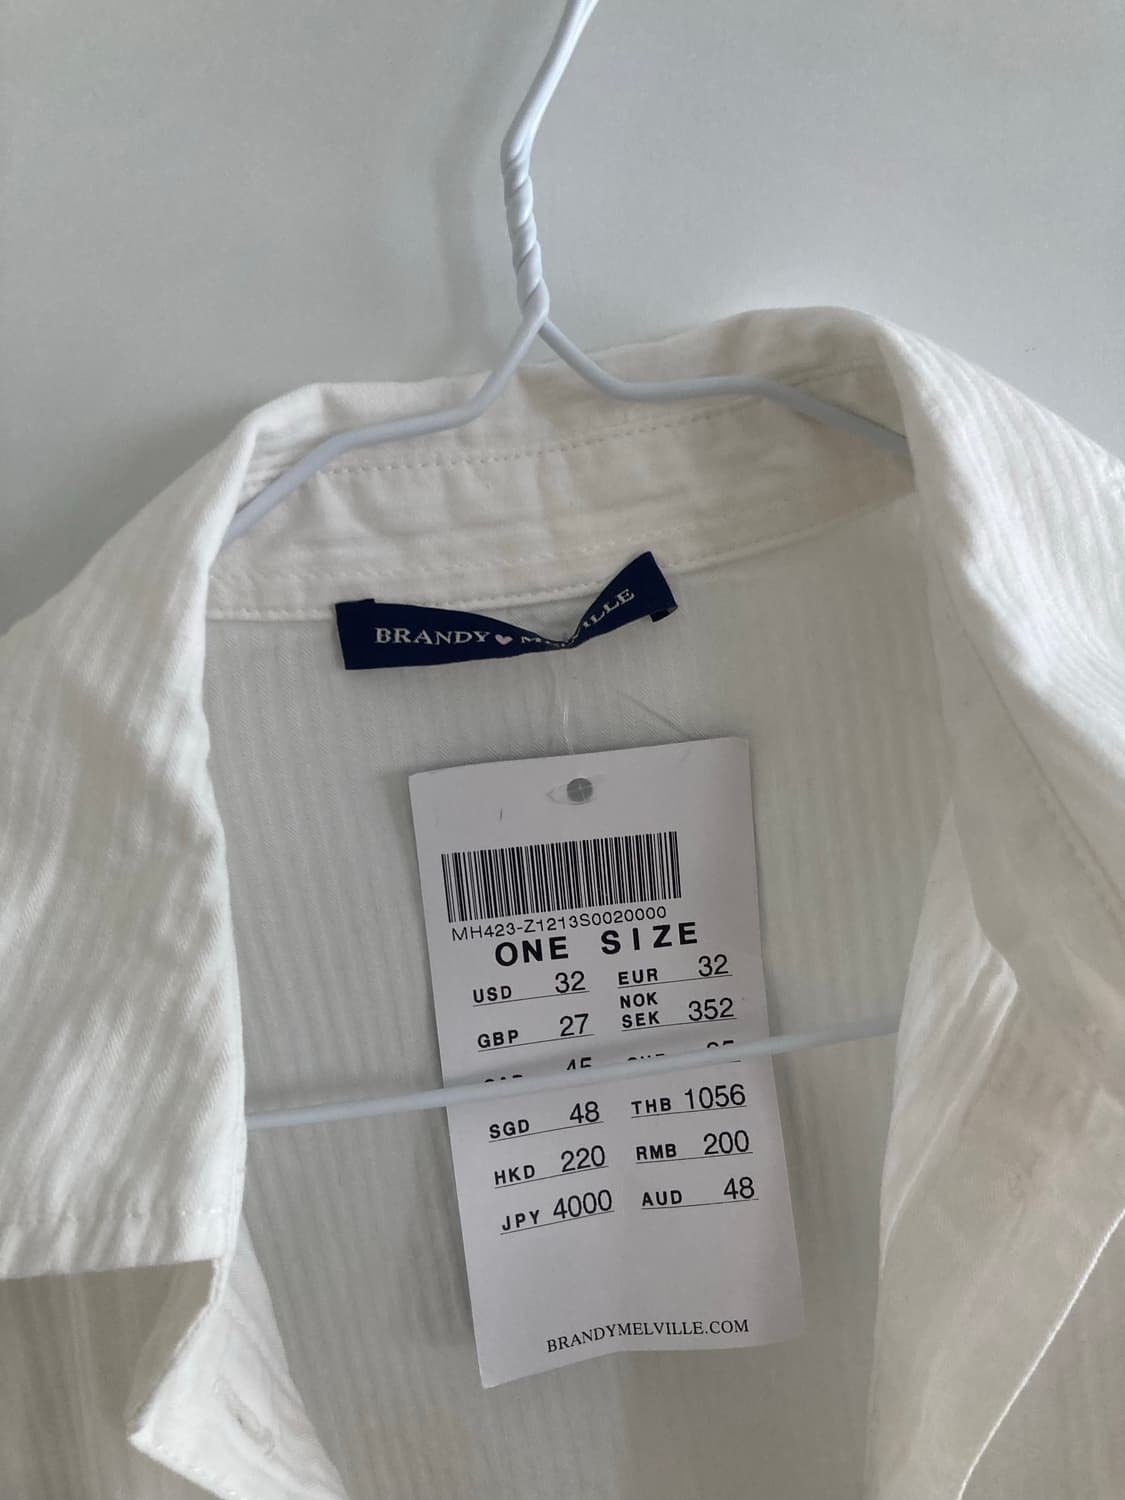 BRANDY MELVILLE
MH423-Z1213S0020000
ONE SIZE
USD 32 EUR 32
GBP 27 NOK SEK 352
45
SGD 48 THB 1056
HKD 220 RMB 200
JPY 4000 AUD 48
BRANDYMELVILLE.COM